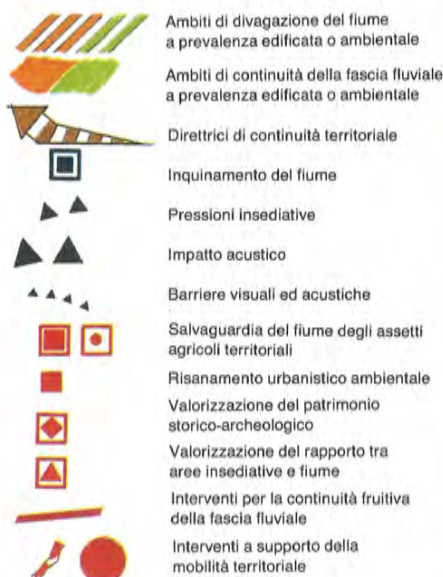 Ambiti di divagazione del fiume
a prevalenza edificata o ambientale
Ambiti di continuità della fascia fluviale
a prevalenza edificata o ambientale
Direttrici di continuità territoriale
Inquinamento del fiume
Pressioni insediative
Impatto acustico
Barriere visuali ed acustiche
Salvaguardia del fiume degli assetti
agricoli territoriali
Risanamento urbanistico ambientale
Valorizzazione del patrimonio
storico-archeologico
Valorizzazione del rapporto tra
aree insediative e fiume
Interventi per la continuità fruitiva
della fascia fluviale
Interventi a supporto della
mobilità territoriale